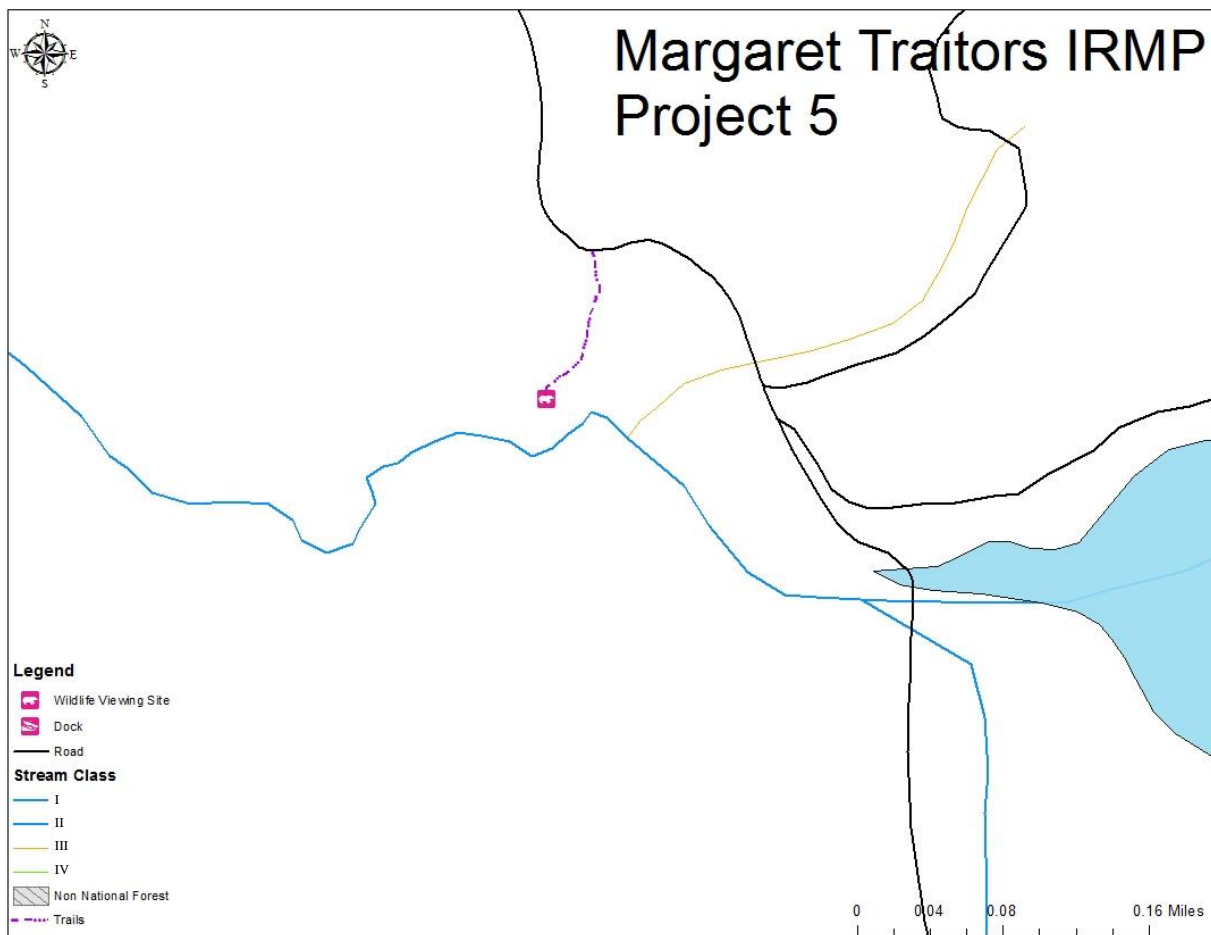 N
W E
S
Margaret Traitors IRMP
Project 5
Legend
Wildlife Viewing Site
Dock
Road
Stream Class
I
II
III
IV
Non National Forest
Trails
0 0.04 0.08 0.16 Miles